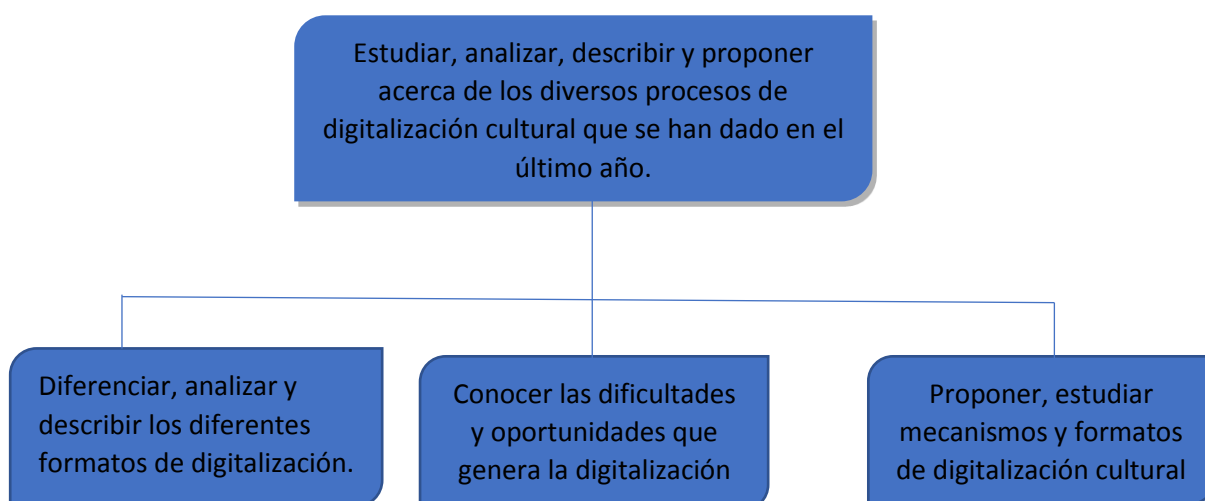 Estudiar, analizar, describir y proponer
acerca de los diversos procesos de
digitalización cultural que se han dado en el
último año.
Diferenciar, analizar y
describir los diferentes
formatos de digitalización.
Conocer las dificultades
y oportunidades que
genera la digitalización
Proponer, estudiar
mecanismos y formatos
de digitalización cultural